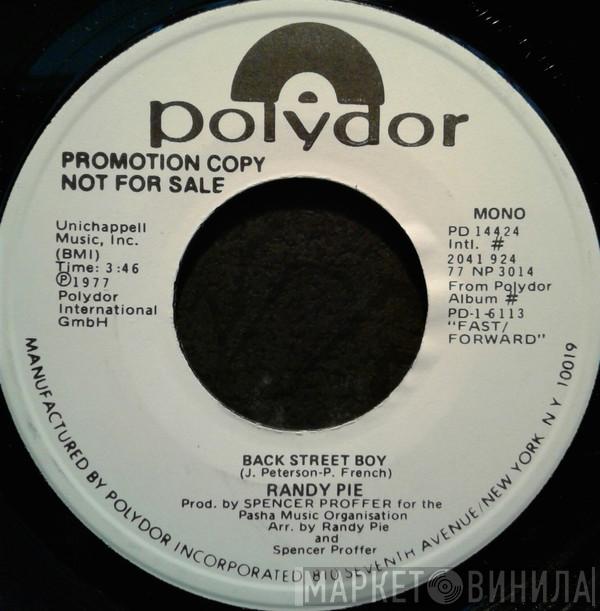 polydor
PROMOTION COPY
NOT FOR SALE
Unichappell
Music, Inc.
(BMI)
Time: 3:46
Ⓟ1977
Polydor
International
GmbH
MONO
PD 14424
Intl. #
2041 924
77 NP 3014
From Polydor
Album #
PD-1-6113
"FAST/
FORWARD"
BACK STREET BOY
(J. Peterson-P. French)
RANDY PIE
Prod. by SPENCER PROFFER for the
Pasha Music Organisation
Arr. by Randy Pie
and
Spencer Proffer
MANUFACTURED BY POLYDOR INCORPORATED 810 SEVENTH AVENUE/NEW YORK N Y 10019
МАРКЕТ ВИНИЛА